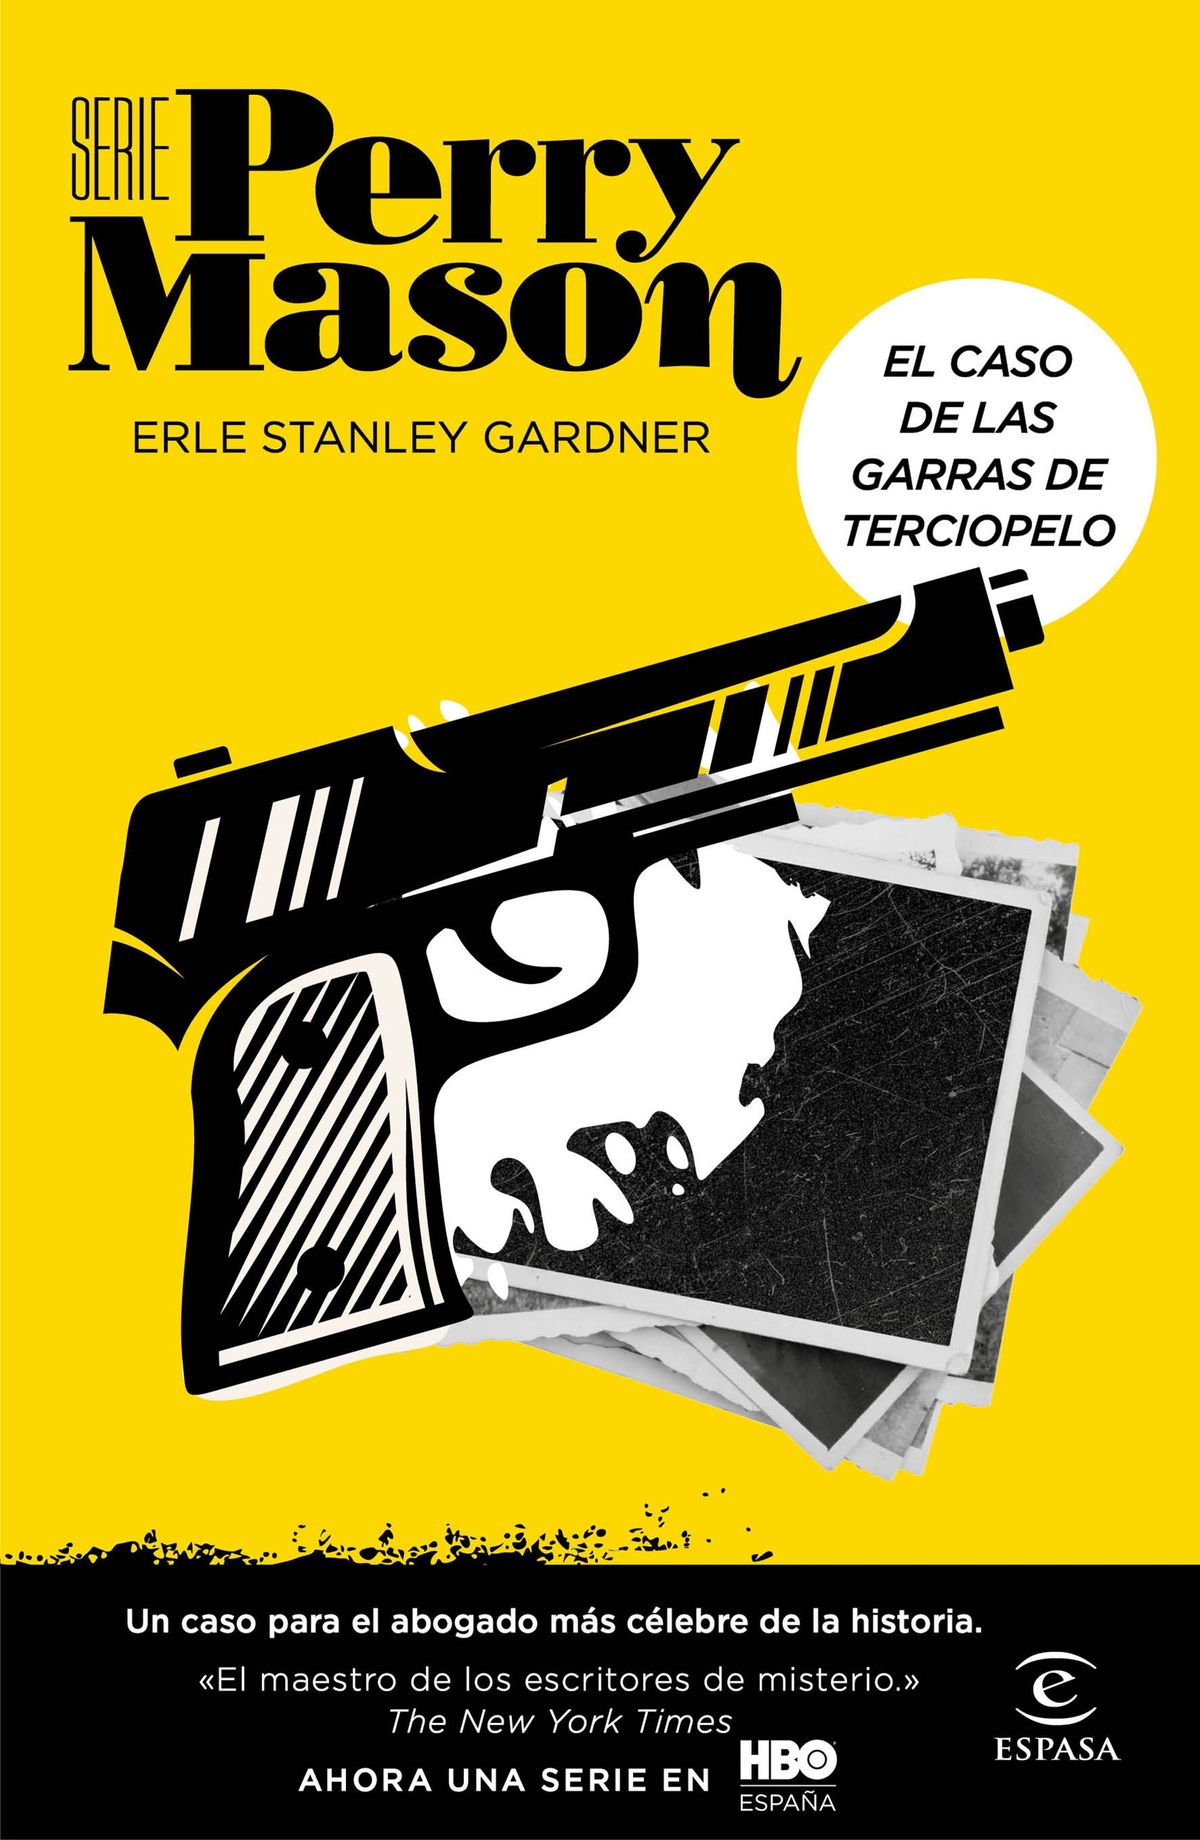 SERIE Perry
Mason
ERLE STANLEY GARDNER
EL CASO
DE LAS
GARRAS DE
TERCIOPELO
Un caso para el abogado más célebre de la historia.
«El maestro de los escritores de misterio.»
The New York Times
AHORA UNA SERIE EN HBO
ESPAÑA
e
ESPASA